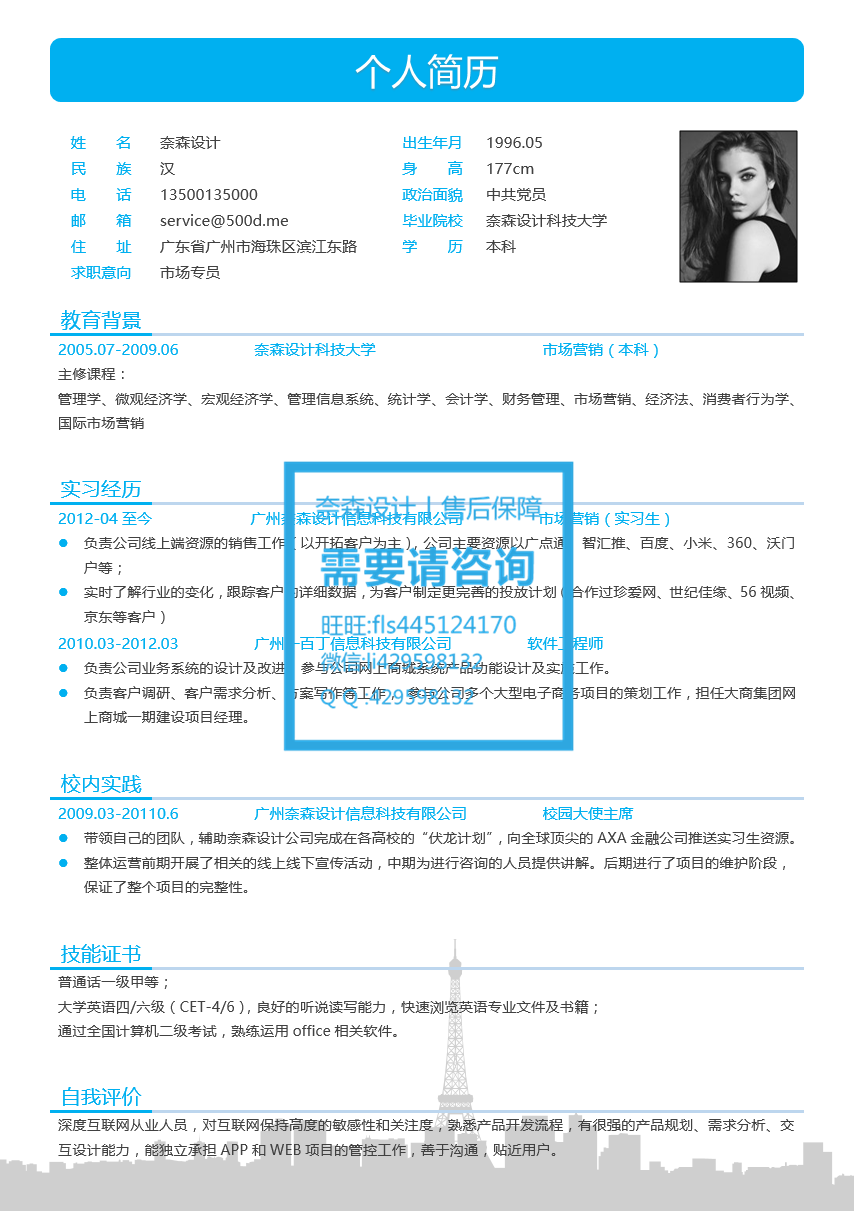 个人简历
姓 名 奈森设计 出生年月 1996.05
民 族 汉 身 高 177cm
电 话 13500135000 政治面貌 中共党员
邮 箱 service@500d.me 毕业院校 奈森设计科技大学
住 址 广东省广州市海珠区滨江东路 学 历 本科
求职意向 市场专员
教育背景
2005.07-2009.06 奈森设计科技大学 市场营销（本科）
主修课程：
管理学、微观经济学、宏观经济学、管理信息系统、统计学、会计学、财务管理、市场营销、经济法、消费者行为学、
国际市场营销
实习经历
2012-04 至今 广州奈森设计信息科技有限公司 市场营销（实习生）
奈森设计 | 售后保障
● 负责公司线上端资源的销售工作（以开拓客户为主），公司主要资源以广点通、智汇推、百度、小米、360、沃门
户等；
需要请咨询
● 实时了解行业的变化，跟踪客户的详细数据，为客户制定更完善的投放计划（合作过珍爱网、世纪佳缘、56 视频、
京东等客户）
旺旺:fls445124170
2010.03-2012.03 广州一百丁信息科技有限公司 软件工程师
微信:li429598132
● 负责公司业务系统的设计及改进，参与公司网上商城系统产品功能设计及实施工作。
● 负责客户调研、客户需求分析、方案写作等工作， 参与公司多个大型电子商务项目的策划工作，担任大商集团网
上商城一期建设项目经理。
Q Q :429598132
校内实践
2009.03-20110.6 广州奈森设计信息科技有限公司 校园大使主席
● 带领自己的团队，辅助奈森设计公司完成在各高校的“伏龙计划”，向全球顶尖的 AXA 金融公司推送实习生资源。
● 整体运营前期开展了相关的线上线下宣传活动，中期为进行咨询的人员提供讲解。后期进行了项目的维护阶段，
保证了整个项目的完整性。
技能证书
普通话一级甲等；
大学英语四/六级（CET-4/6），良好的听说读写能力，快速浏览英语专业文件及书籍；
通过全国计算机二级考试，熟练运用 office 相关软件。
自我评价
深度互联网从业人员，对互联网保持高度的敏感性和关注度，熟悉产品开发流程，有很强的产品规划、需求分析、交
互设计能力，能独立承担 APP 和 WEB 项目的管控工作，善于沟通，贴近用户。